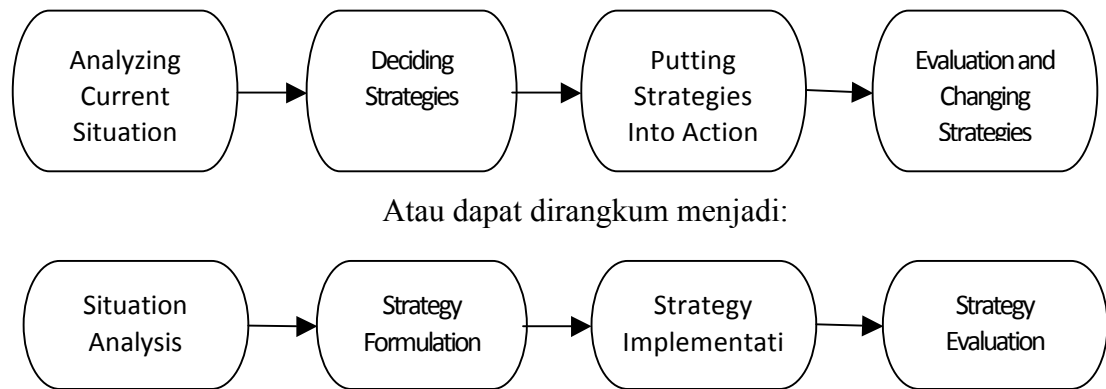 Analyzing
Current
Situation
Deciding
Strategies
Putting
Strategies
Into Action
Evaluation and
Changing
Strategies
Atau dapat dirangkum menjadi:
Situation
Analysis
Strategy
Formulation
Strategy
Implementati
Strategy
Evaluation